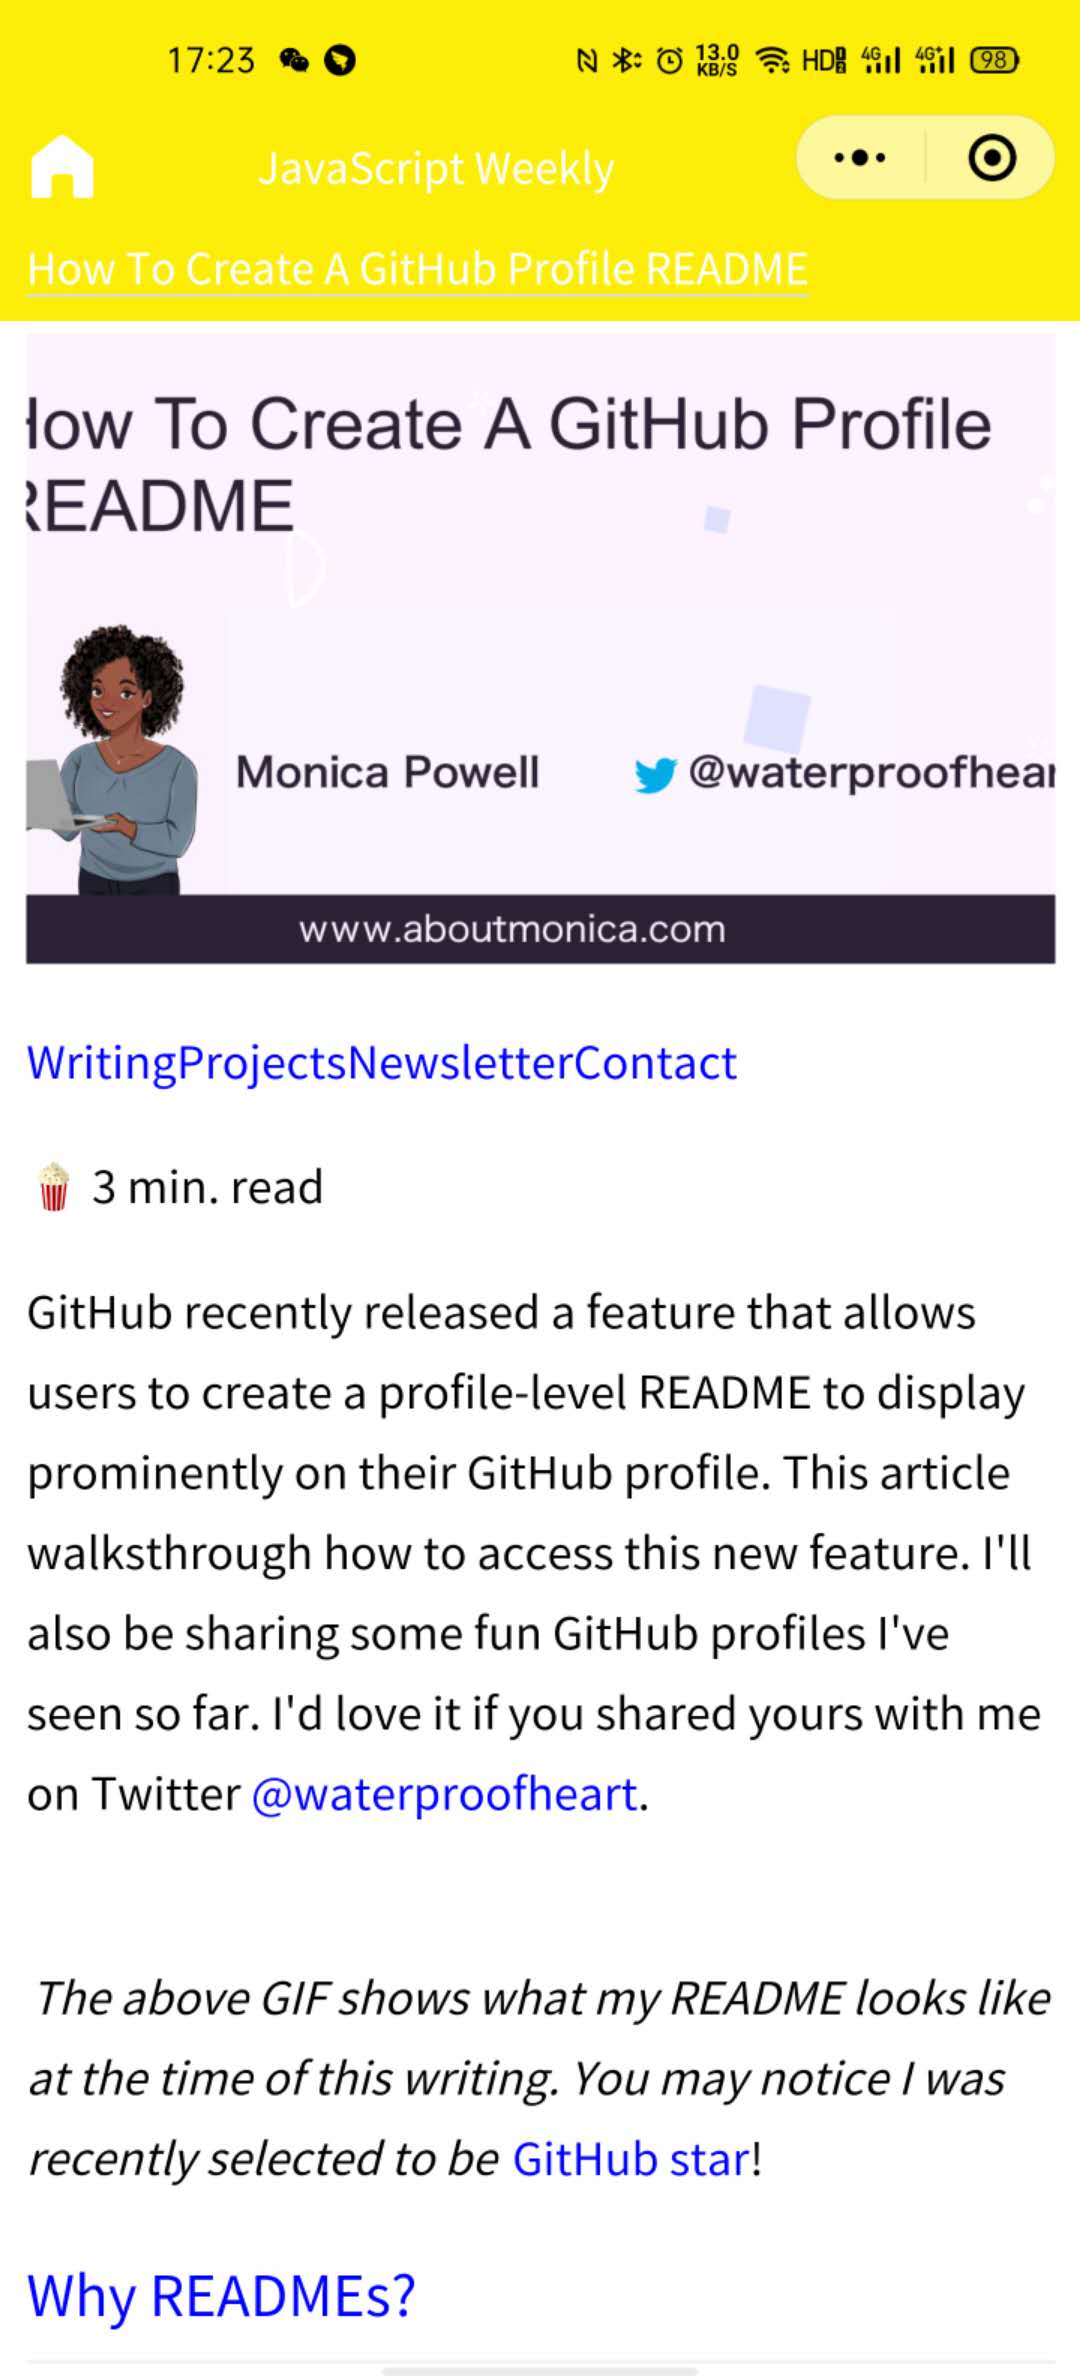 17:23
13.0
KB/S
HD
4G
4G+
98
JavaScript Weekly
How To Create A GitHub Profile README
How To Create A GitHub Profile
README
Monica Powell
@waterproofhear
www.aboutmonica.com
WritingProjectsNewsletterContact
3 min. read
GitHub recently released a feature that allows
users to create a profile-level README to display
prominently on their GitHub profile. This article
walksthrough how to access this new feature. I'll
also be sharing some fun GitHub profiles I've
seen so far. I'd love it if you shared yours with me
on Twitter @waterproofheart.
The above GIF shows what my README looks like
at the time of this writing. You may notice I was
recently selected to be GitHub star!
Why READMEs?